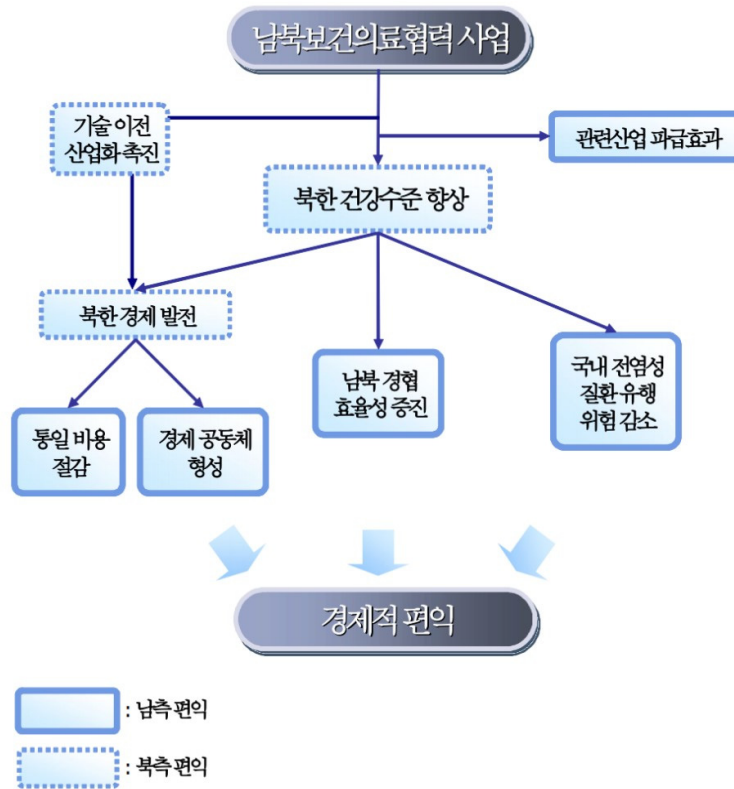 남북보건의료협력 사업
기술 이전
산업화 촉진
관련산업 파급효과
북한 건강수준 향상
북한 경제 발전
남북 경협
효율성 증진
국내 전염성
질환 유행
위험 감소
통일 비용
절감
경제 공동체
형성
경제적 편익
: 남측 편익
: 북측 편익